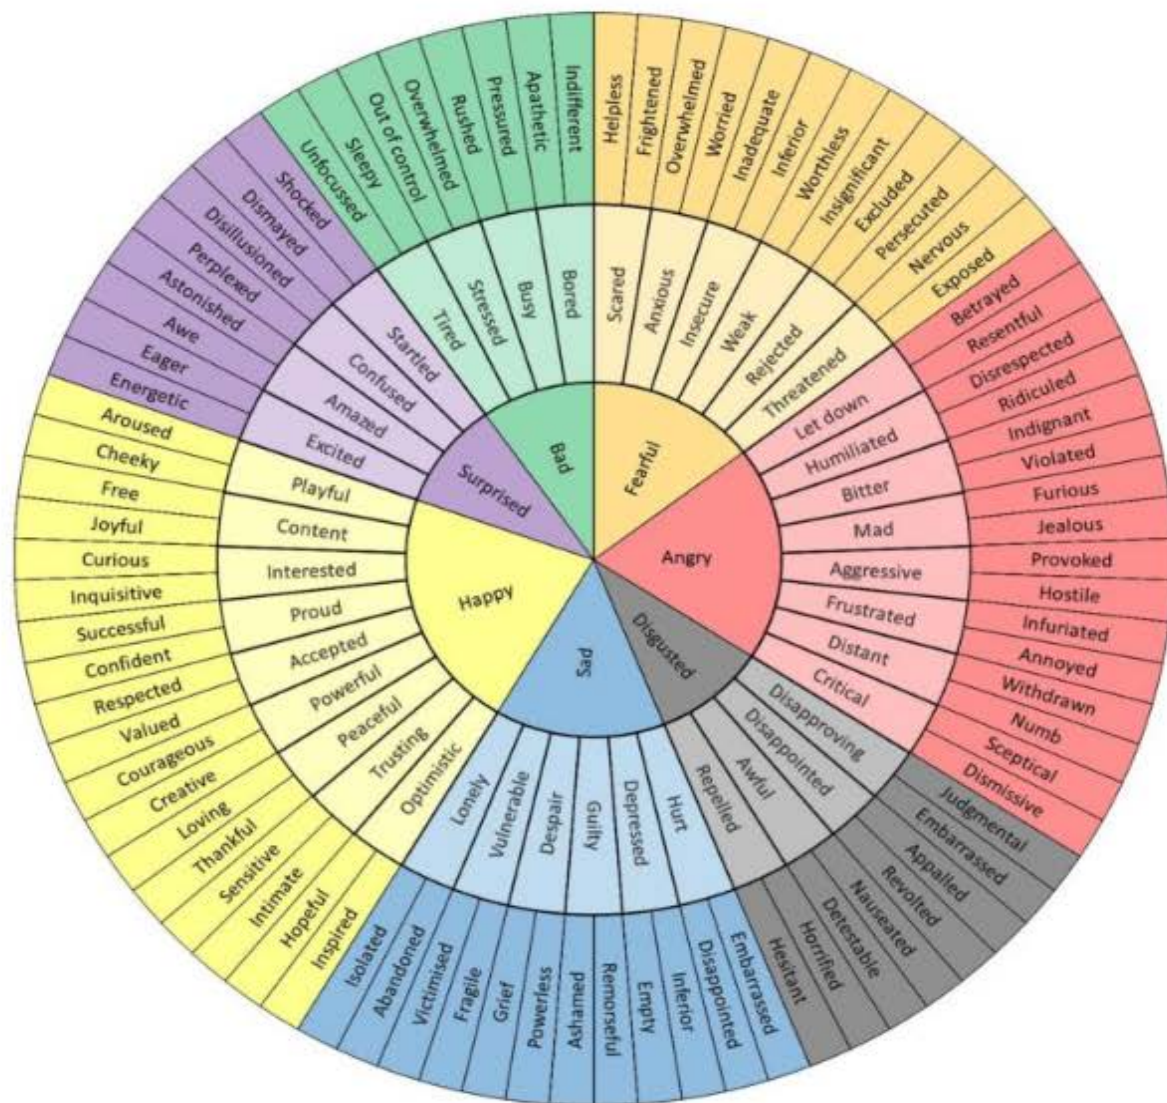 Fearful
Angry
Disgusted
Sad
Happy
Surprised
Bad
Scared
Anxious
Insecure
Weak
Rejected
Threatened
Let down
Humiliated
Bitter
Mad
Aggressive
Frustrated
Distant
Critical
Disapproving
Disappointed
Awful
Repelled
Hurt
Depressed
Guilty
Despair
Vulnerable
Lonely
Optimistic
Trusting
Peaceful
Powerful
Accepted
Proud
Interested
Content
Playful
Excited
Amazed
Confused
Startled
Tired
Stressed
Busy
Bored
Helpless
Frightened
Overwhelmed
Worried
Inadequate
Inferior
Worthless
Insignificant
Excluded
Persecuted
Nervous
Exposed
Betrayed
Resentful
Disrespected
Ridiculed
Indignant
Violated
Furious
Jealous
Provoked
Hostile
Infuriated
Annoyed
Withdrawn
Numb
Sceptical
Dismissive
Judgmental
Embarrassed
Appalled
Revolted
Nauseated
Detestable
Horrified
Hesitant
Embarrassed
Disappointed
Inferior
Empty
Remorseful
Ashamed
Powerless
Grief
Fragile
Victimised
Abandoned
Isolated
Inspired
Hopeful
Intimate
Sensitive
Thankful
Loving
Creative
Courageous
Valued
Respected
Confident
Successful
Inquisitive
Curious
Joyful
Free
Cheeky
Aroused
Energetic
Eager
Awe
Astonished
Perplexed
Disillusioned
Dismayed
Shocked
Unfocussed
Sleepy
Out of control
Overwhelmed
Rushed
Pressured
Apathetic
Indifferent